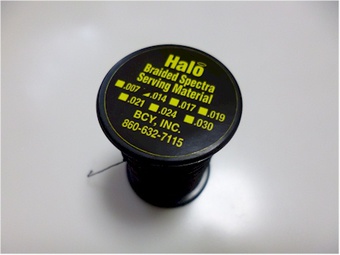 Halo
Braided Spectra
Serving Material
.007 .014 .017 .019
.021 .024 .030
BCY, INC.
860-632-7115